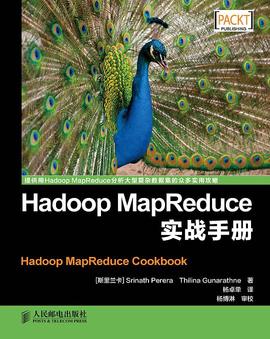 PACKT
PUBLISHING
提供用Hadoop MapReduce分析大型复杂数据集的众多实用攻略
Hadoop MapReduce
实战手册
Hadoop MapReduce Cookbook
[斯里兰卡] Srinath Perera Thilina Gunarathne 著
杨卓荦 译
杨博淋 审校
人民邮电出版社
POSTS & TELECOM PRESS